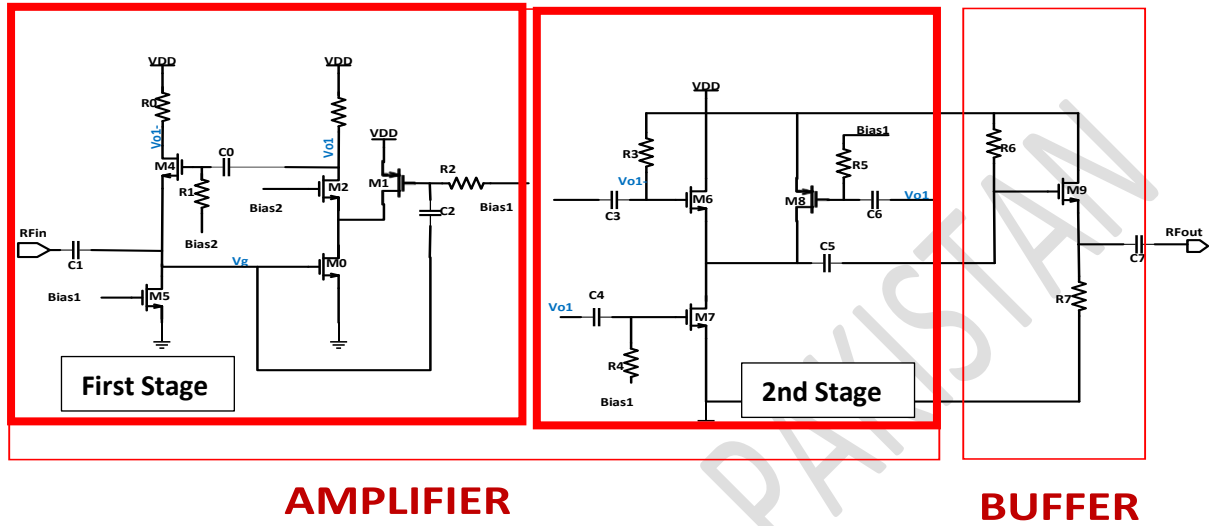 VDD
VDD
R0
Vo1-
C0
M4
R1
Bias2
Vo1
M2
Bias2
VDD
M1
R2
Bias1
C2
RFin
C1
Vg
M0
Bias1
M5
First Stage
VDD
R3
Vo1-
C3
M6
Bias1
R5
M8
C6
Vo1
C5
Vo1
C4
M7
R4
Bias1
2nd Stage
R6
M9
RFout
C7
R7
PAKISTAN
AMPLIFIER
BUFFER